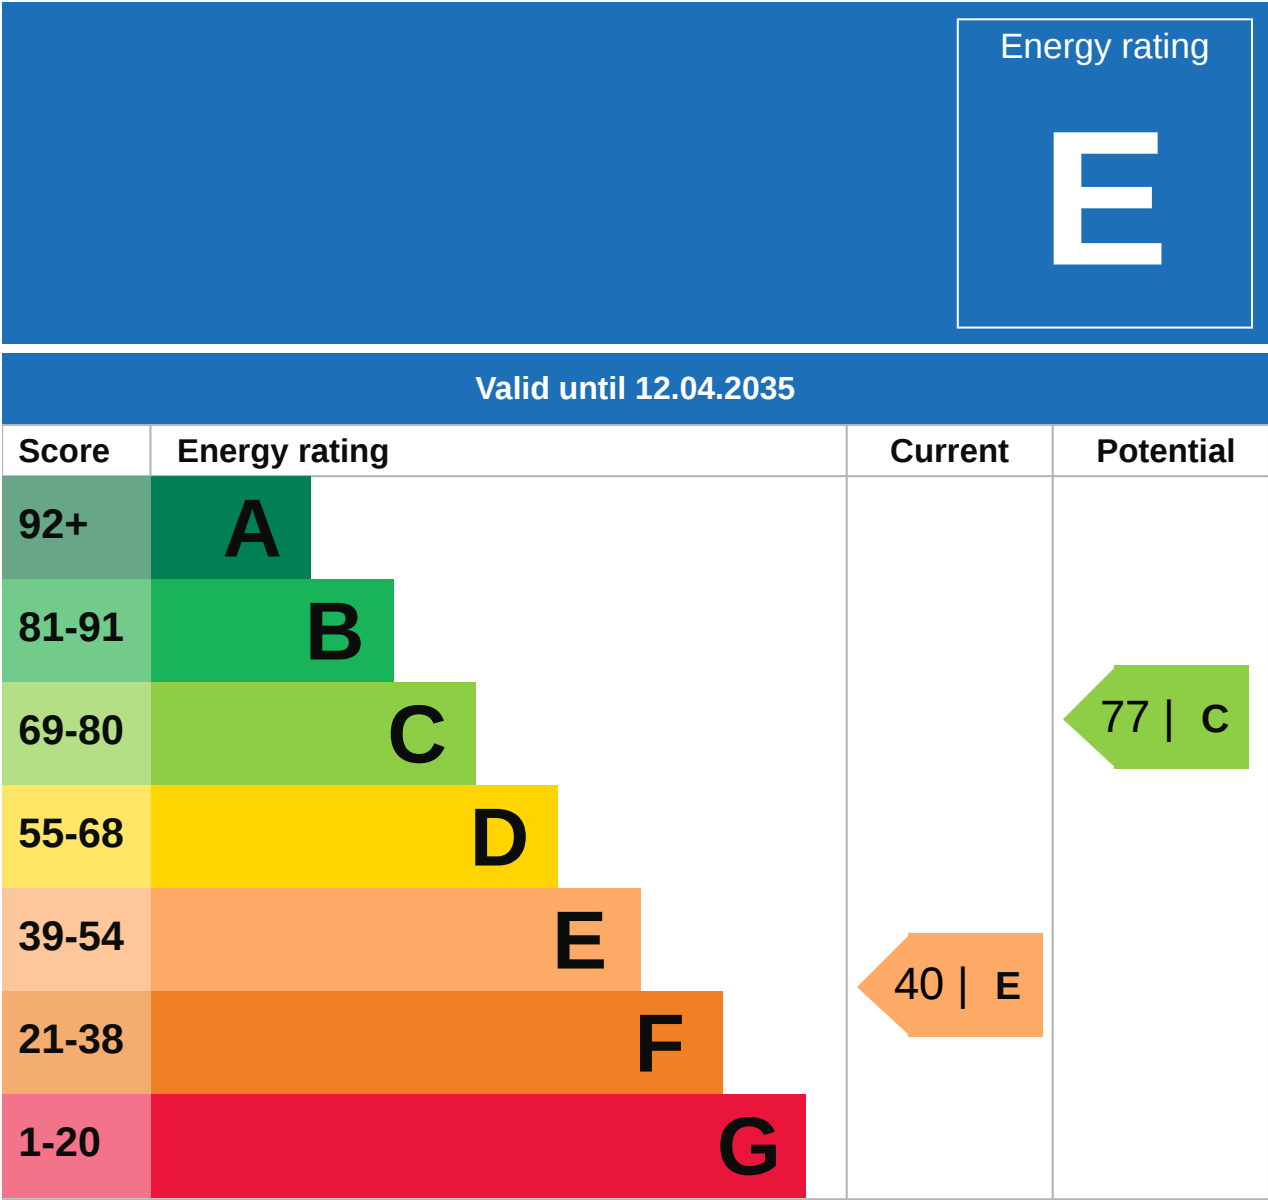 Energy rating
E
Valid until 12.04.2035
Score Energy rating Current Potential
92+ A
81-91 B
69-80 C 77 | C
55-68 D
39-54 E 40 | E
21-38 F
1-20 G